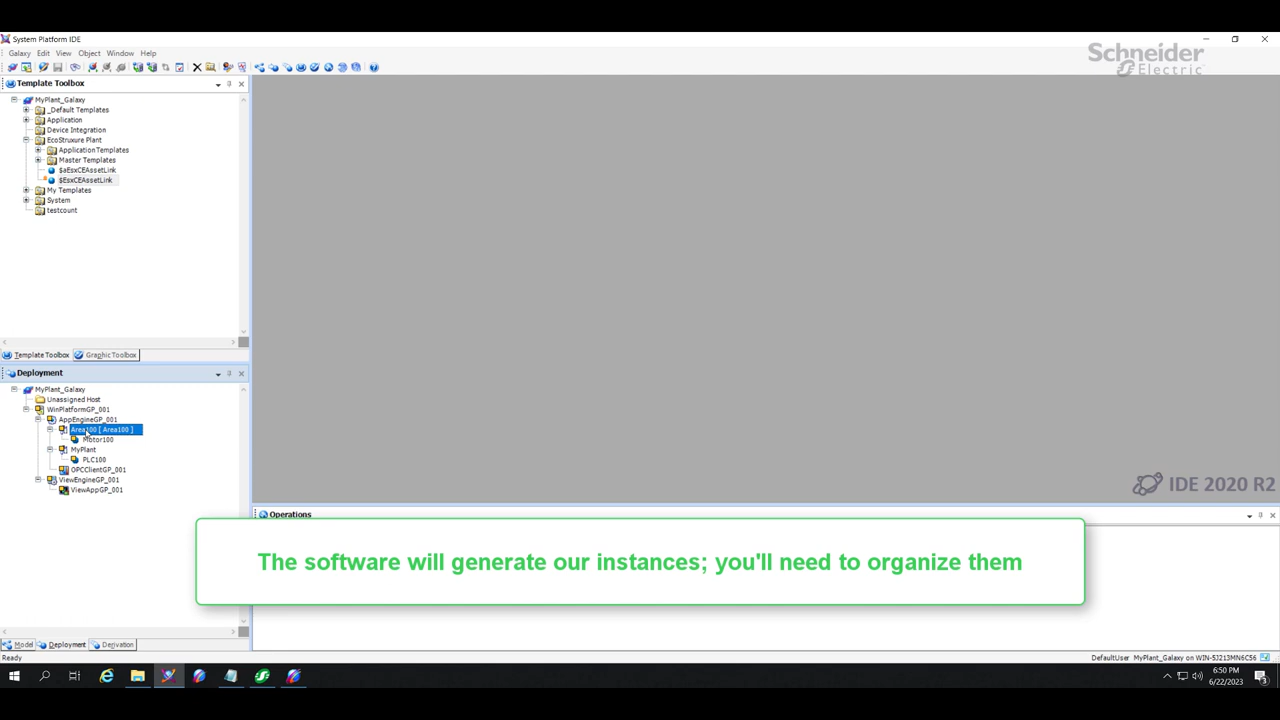 System Platform IDE
Galaxy Edit View Object Window Help
Schneider
Electric
Template Toolbox
MyPlant_Galaxy
_Default Templates
Application
Device Integration
EcoStruxure Plant
ApplicationTemplates
Master Templates
$aEsxCEAssetLink
$EsxCEAssetLink
My Templates
System
testcount
Template Toolbox Graphic Toolbox
Deployment
MyPlant_Galaxy
Unassigned Host
WinPlatformGP_001
AppEngineGP_001
Area100 [ Area100 ]
Motor100
MyPlant
PLC100
OPCClientGP_001
ViewEngineGP_001
ViewAppGP_001
IDE 2020 R2
Operations
The software will generate our instances; you'll need to organize them
Model Deployment Derivation
Ready
DefaultUser MyPlant_Galaxy on WIN-5J213MN6C56
6:50 PM
6/22/2023
3